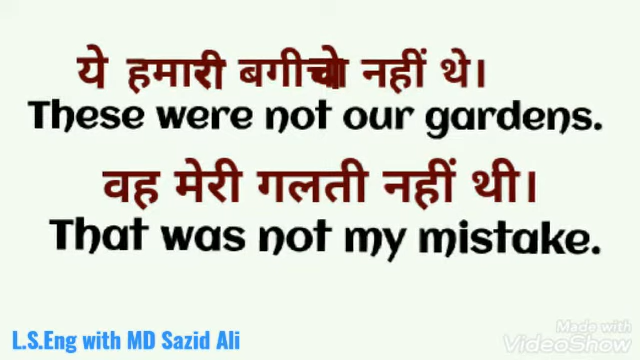 ये हमारी नहीं थे।
These were not our gardens.
वह मेरी गलती नहीं थी।
That was not my mistake.
L.S.Eng with MD Sazid Ali
Made with
VideoShow